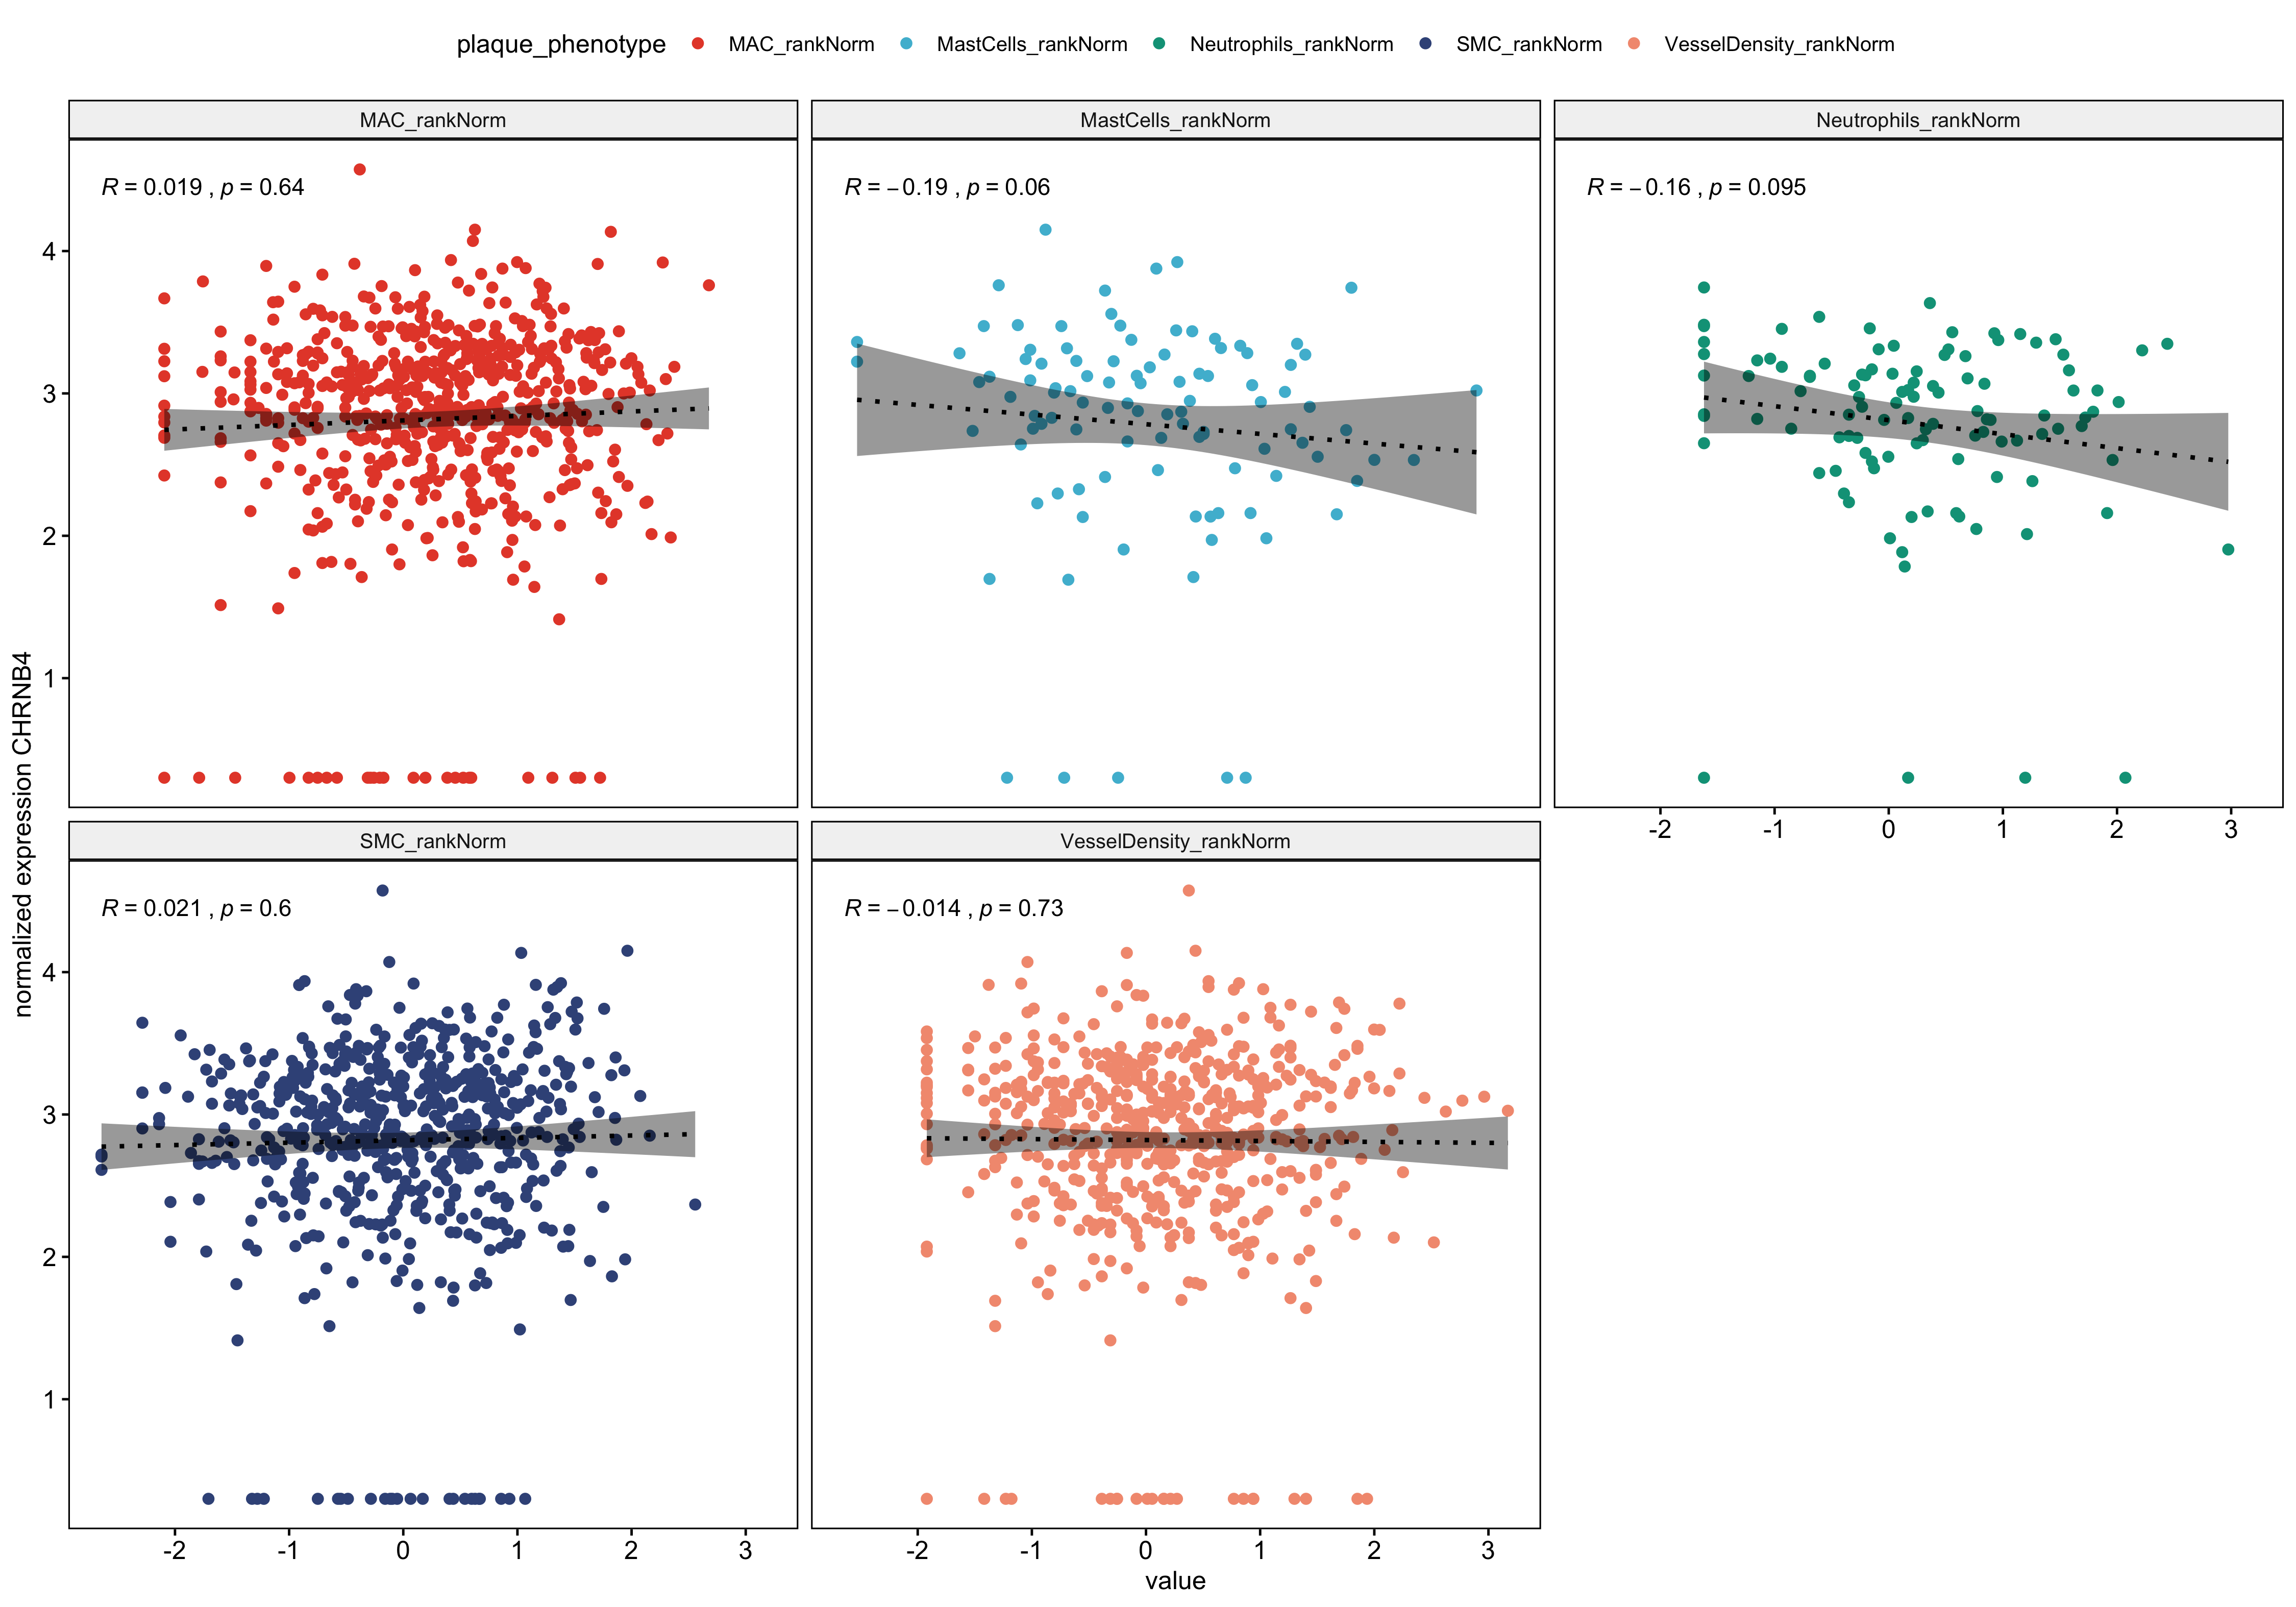 plaque_phenotype MAC_rankNorm MastCells_rankNorm Neutrophils_rankNorm SMC_rankNorm VesselDensity_rankNorm
MAC_rankNorm MastCells_rankNorm Neutrophils_rankNorm
R = 0.019 , p = 0.64 R = −0.19 , p = 0.06 R = −0.16 , p = 0.095
4
3
2
1
-2 -1 0 1 2 3
normalized expression CHRNB4
SMC_rankNorm VesselDensity_rankNorm
R = 0.021 , p = 0.6 R = −0.014 , p = 0.73
4
3
2
1
-2 -1 0 1 2 3 -2 -1 0 1 2 3
value